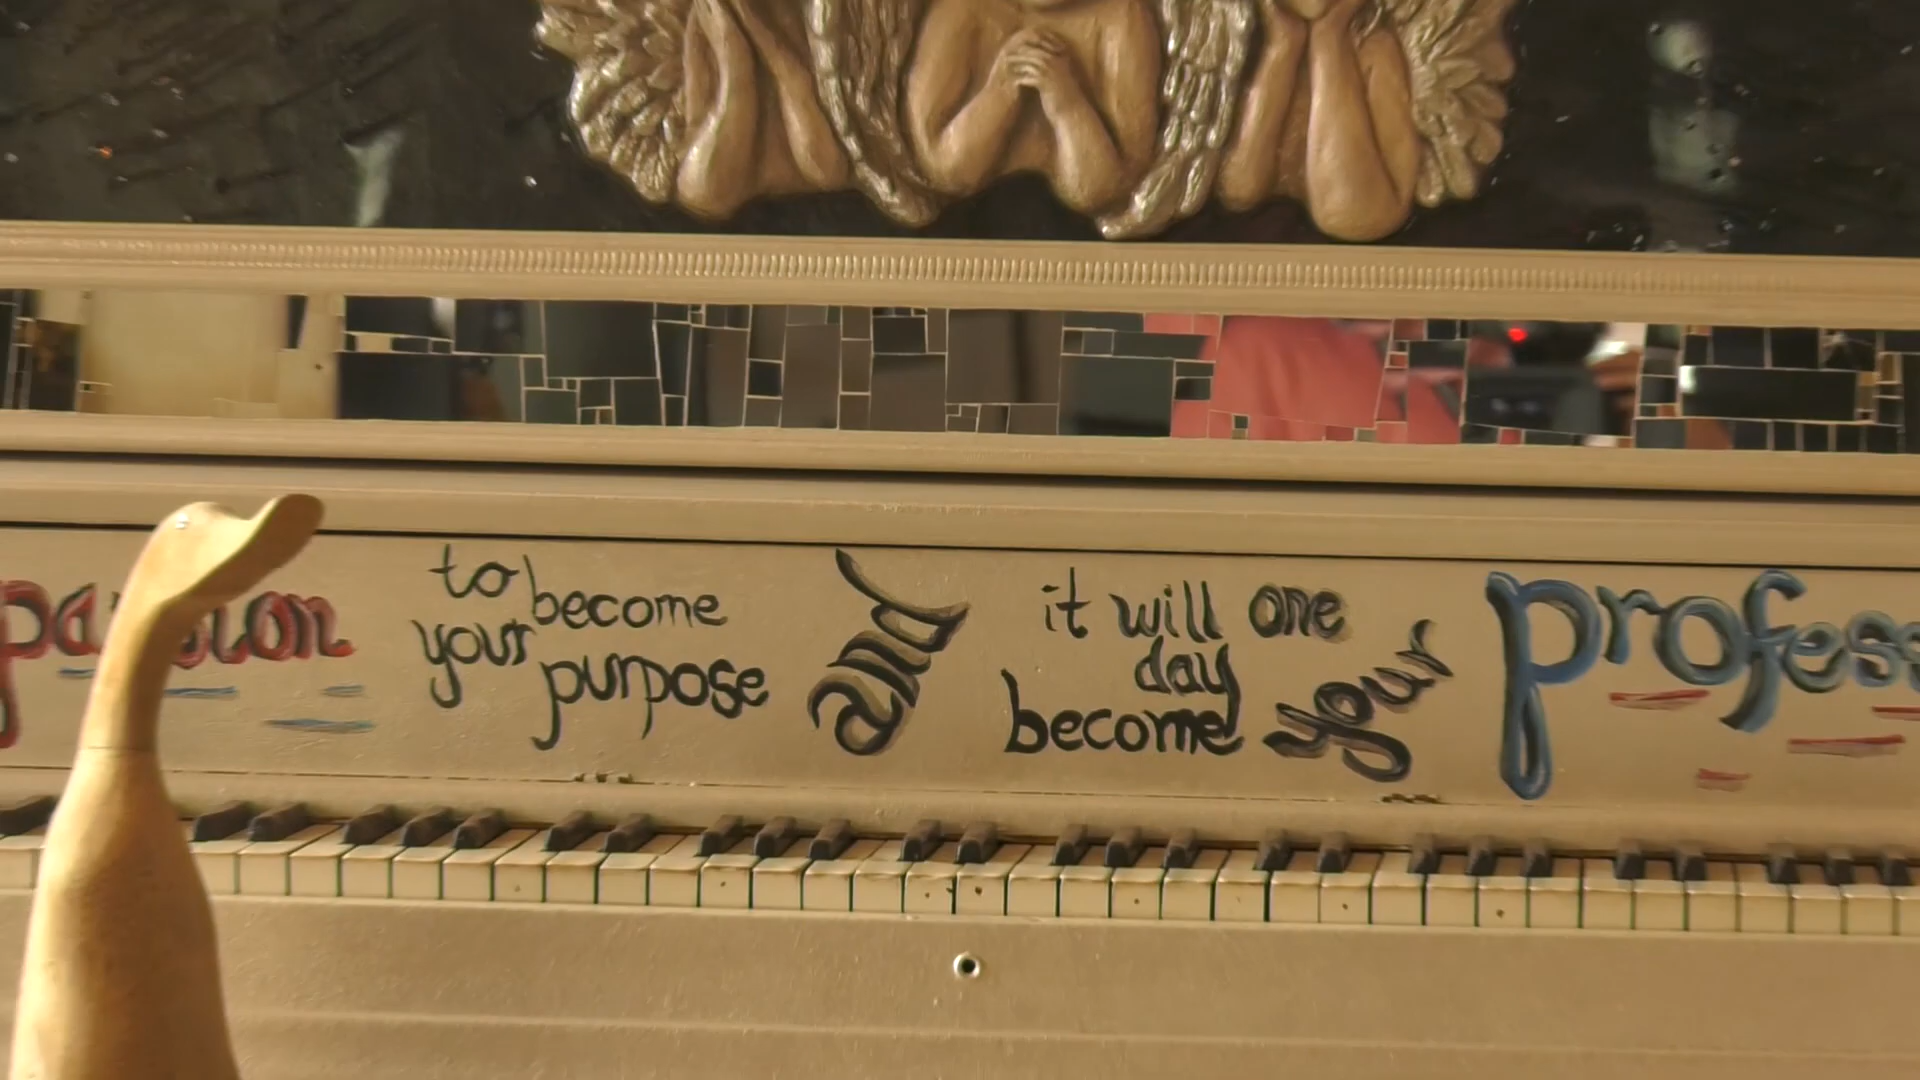 passion
to become
your purpose
and
it will one
day
become your
profess